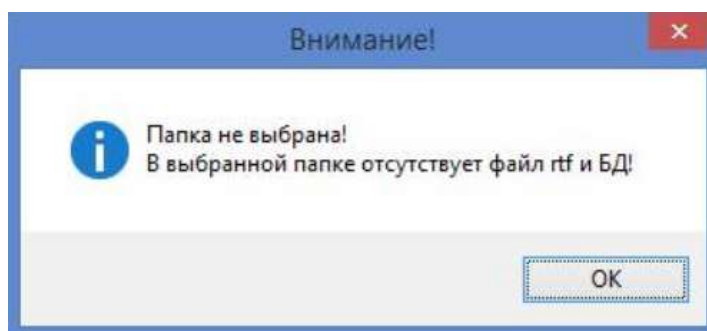 Внимание!
Папка не выбрана!
В выбранной папке отсутствует файл rtf и БД!
OK